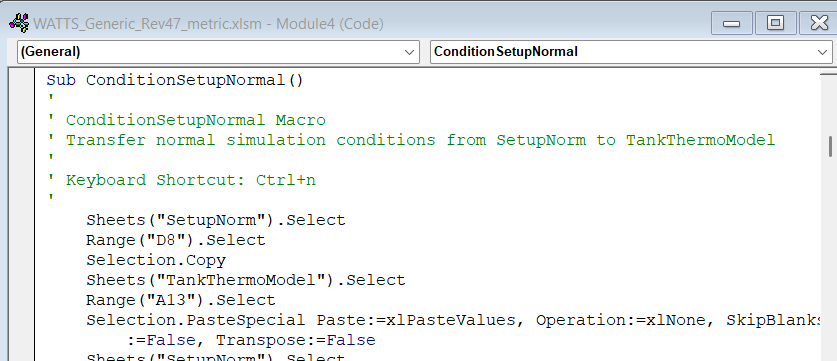 WATTS_Generic_Rev47_metric.xlsm - Module4 (Code)
(General) ConditionSetupNormal
Sub ConditionSetupNormal()
'
' ConditionSetupNormal Macro
' Transfer normal simulation conditions from SetupNorm to TankThermoModel
'
' Keyboard Shortcut: Ctrl+n
'
Sheets("SetupNorm").Select
Range("D8").Select
Selection.Copy
Sheets("TankThermoModel").Select
Range("A13").Select
Selection.PasteSpecial Paste:=xlPasteValues, Operation:=xlNone, SkipBlanks
:=False, Transpose:=False
Sheets("SetupNorm").Select